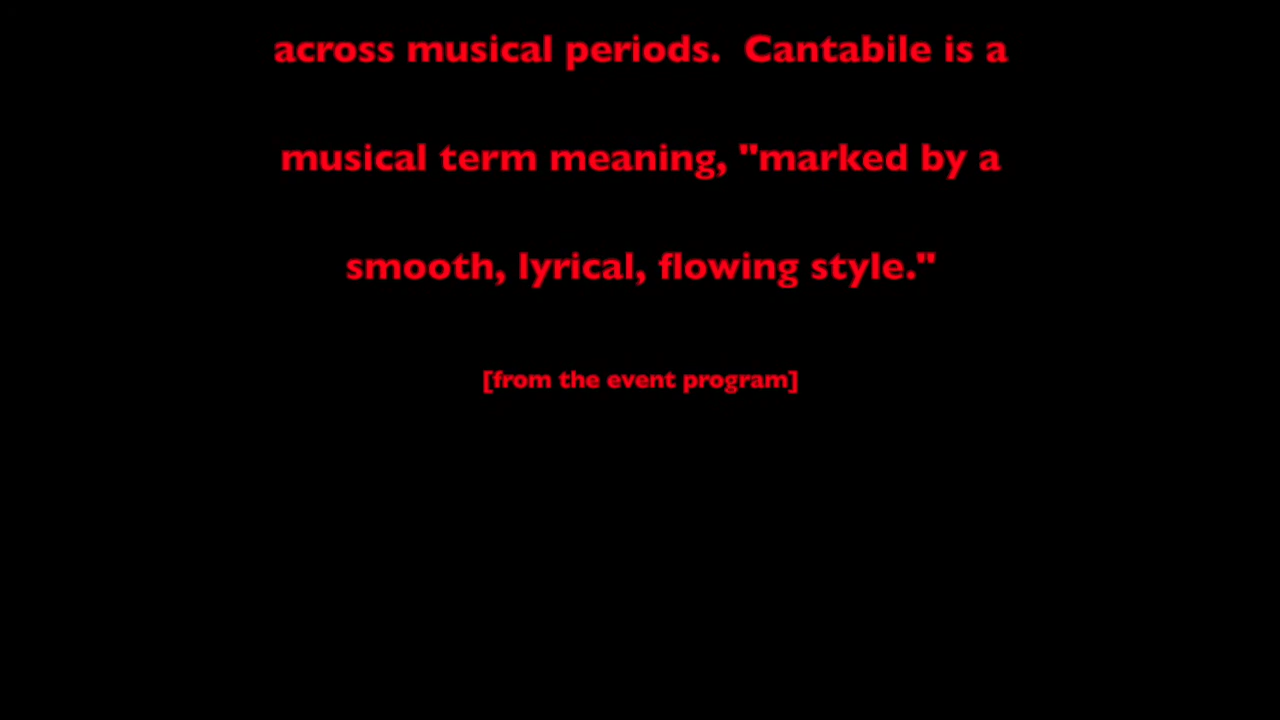 across musical periods.  Cantabile is a
musical term meaning, "marked by a
smooth, lyrical, flowing style."
[from the event program]